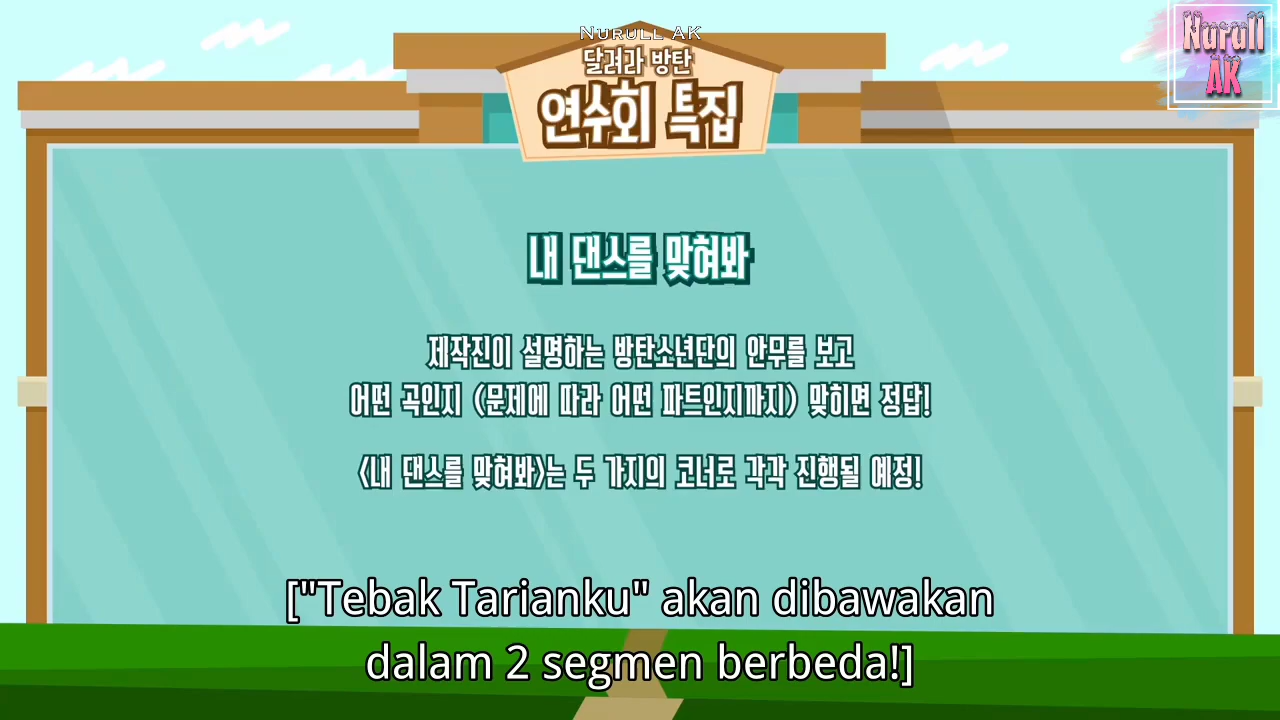 Nurull AK
달려라 방탄
연수회 특집
Nurull
AK
내 댄스를 맞혀봐
제작진이 설명하는 방탄소년단의 안무를 보고
어떤 곡인지 (문제에 따라 어떤 파트인지까지) 맞히면 정답!
<내 댄스를 맞혀봐>는 두 가지의 코너로 각각 진행될 예정!
["Tebak Tarianku" akan dibawakan
dalam 2 segmen berbeda!]